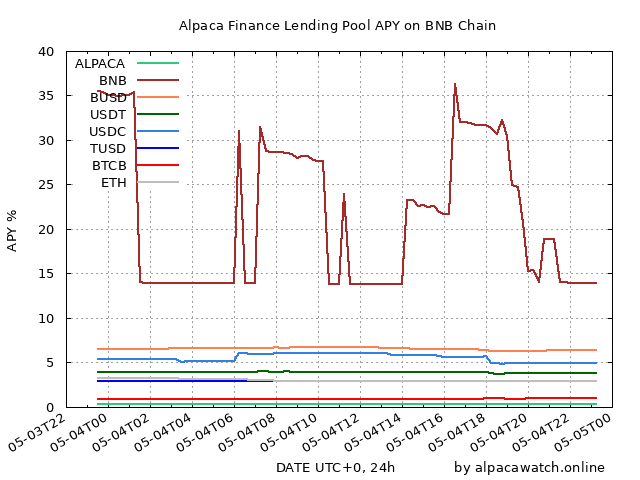 Alpaca Finance Lending Pool APY on BNB Chain
APY %
40
35
30
25
20
15
10
5
0
ALPACA
BNB
BUSD
USDT
USDC
TUSD
BTCB
ETH
05-03T22
05-04T00
05-04T02
05-04T04
05-04T06
05-04T08
05-04T10
05-04T12
05-04T14
05-04T16
05-04T18
05-04T20
05-04T22
05-05T00
DATE UTC+0, 24h
by alpacawatch.online